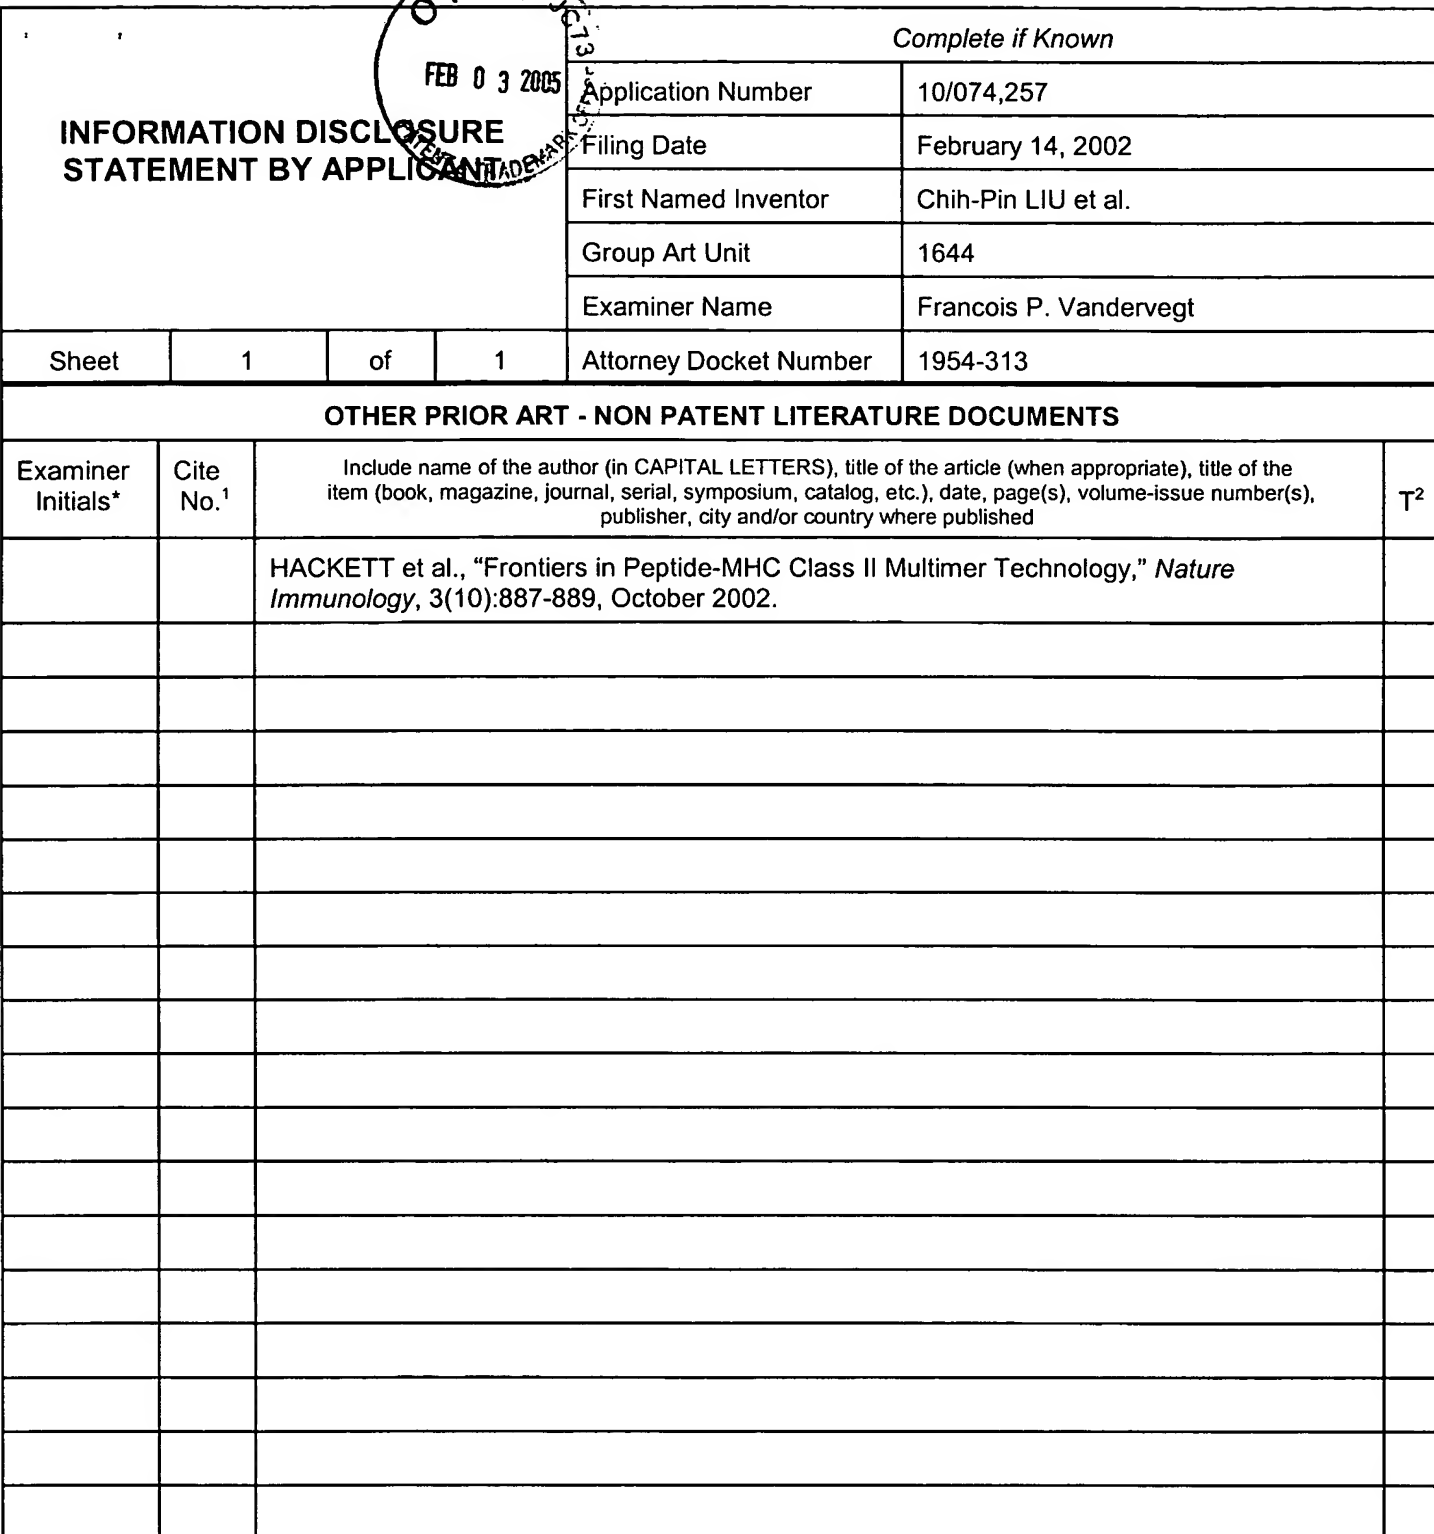 Complete if Known
FEB 0 3 2005
INFORMATION DISCLOSURE
STATEMENT BY APPLICANT
Application Number 10/074,257
Filing Date February 14, 2002
First Named Inventor Chih-Pin LIU et al.
Group Art Unit 1644
Examiner Name Francois P. Vandervegt
Sheet 1 of 1 Attorney Docket Number 1954-313
OTHER PRIOR ART - NON PATENT LITERATURE DOCUMENTS
Examiner
Initials*
Cite
No.¹
Include name of the author (in CAPITAL LETTERS), title of the article (when appropriate), title of the
item (book, magazine, journal, serial, symposium, catalog, etc.), date, page(s), volume-issue number(s),
publisher, city and/or country where published
T²
HACKETT et al., “Frontiers in Peptide-MHC Class II Multimer Technology,” Nature
Immunology, 3(10):887-889, October 2002.